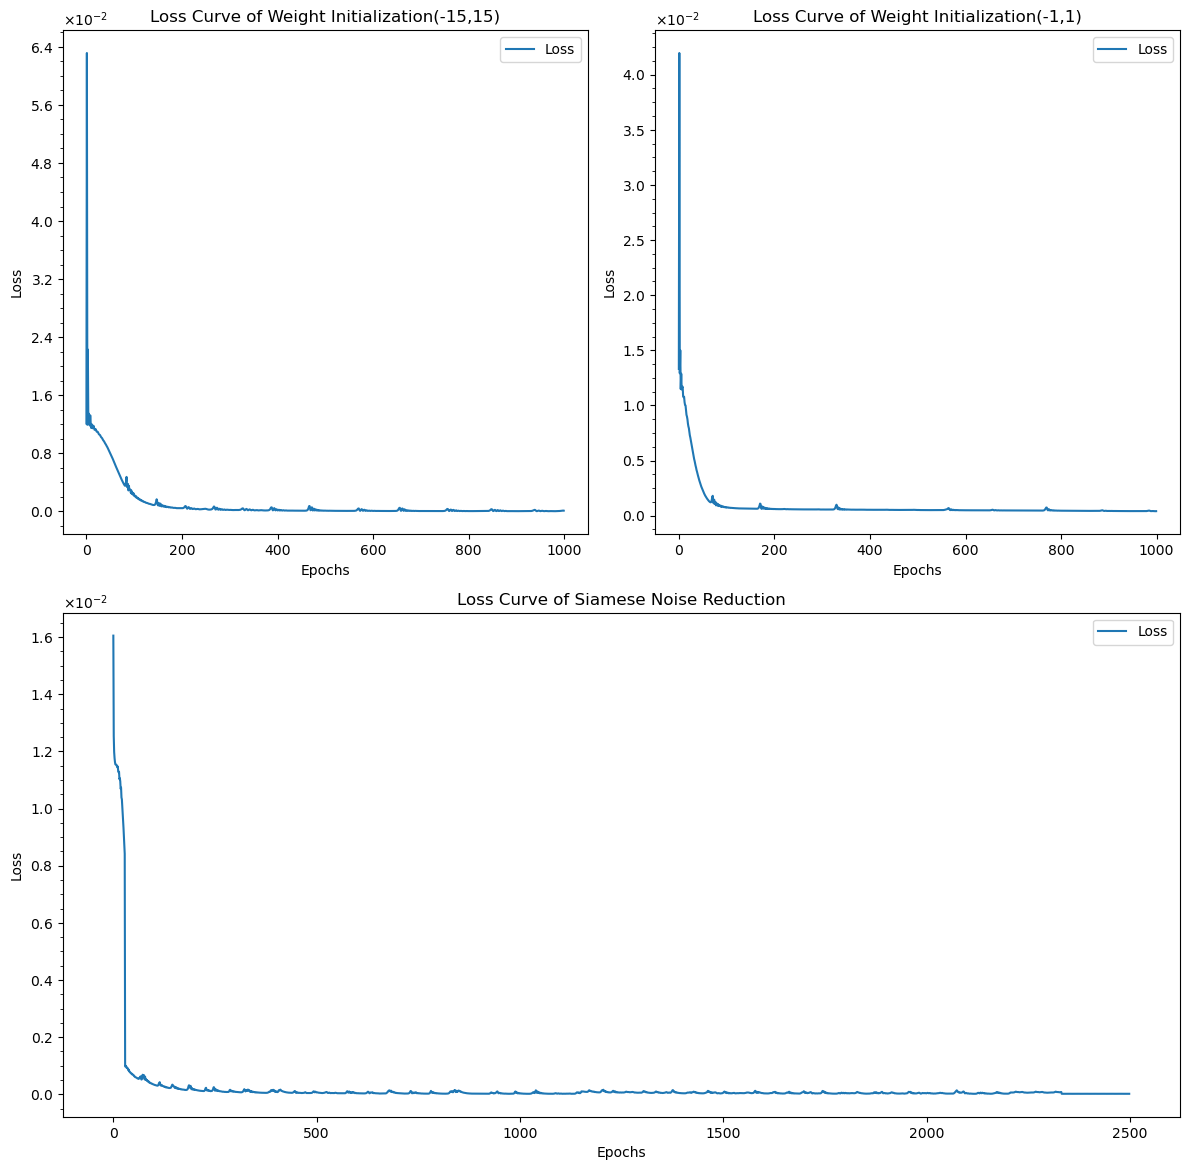 Loss Curve of Weight Initialization(-15,15)
×10⁻²
Loss
6.4
5.6
4.8
4.0
3.2
2.4
1.6
0.8
0.0
Loss
0 200 400 600 800 1000
Epochs
Loss Curve of Weight Initialization(-1,1)
×10⁻²
Loss
4.0
3.5
3.0
2.5
2.0
1.5
1.0
0.5
0.0
Loss
0 200 400 600 800 1000
Epochs
Loss Curve of Siamese Noise Reduction
×10⁻²
Loss
1.6
1.4
1.2
1.0
0.8
0.6
0.4
0.2
0.0
Loss
0 500 1000 1500 2000 2500
Epochs